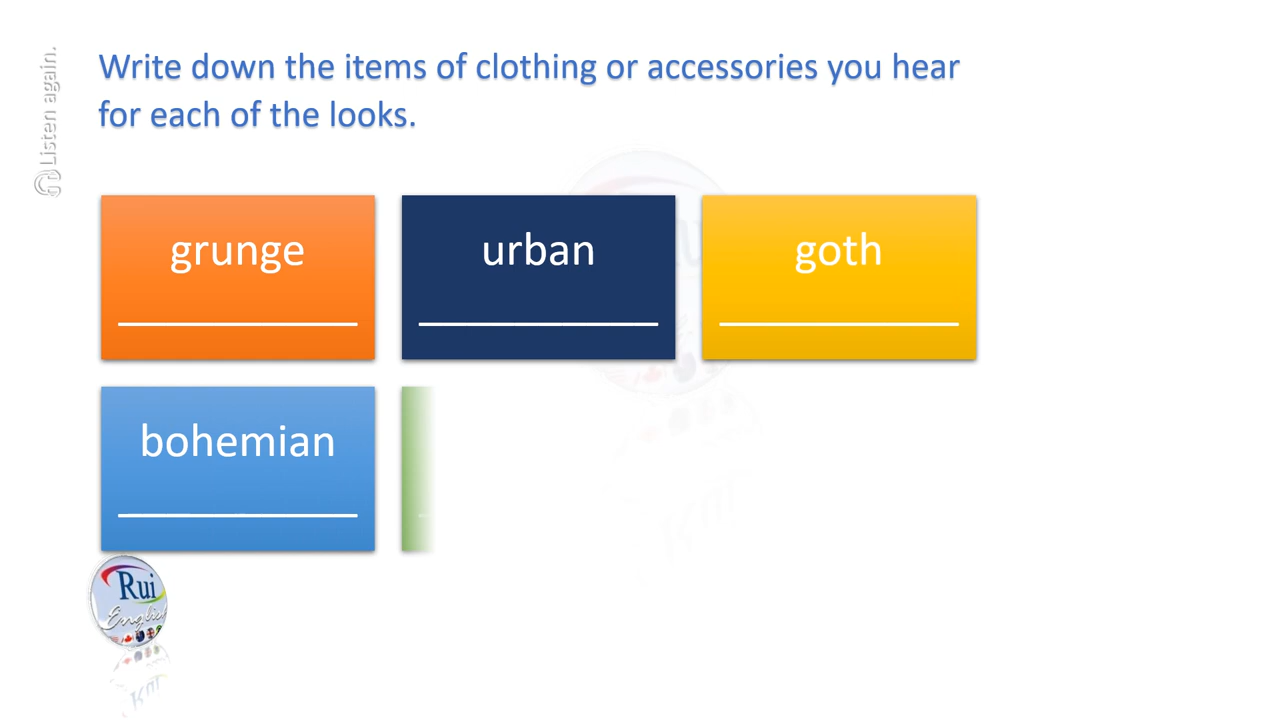 Listen again.
Write down the items of clothing or accessories you hear
for each of the looks.
grunge
urban
goth
bohemian
Rui
English